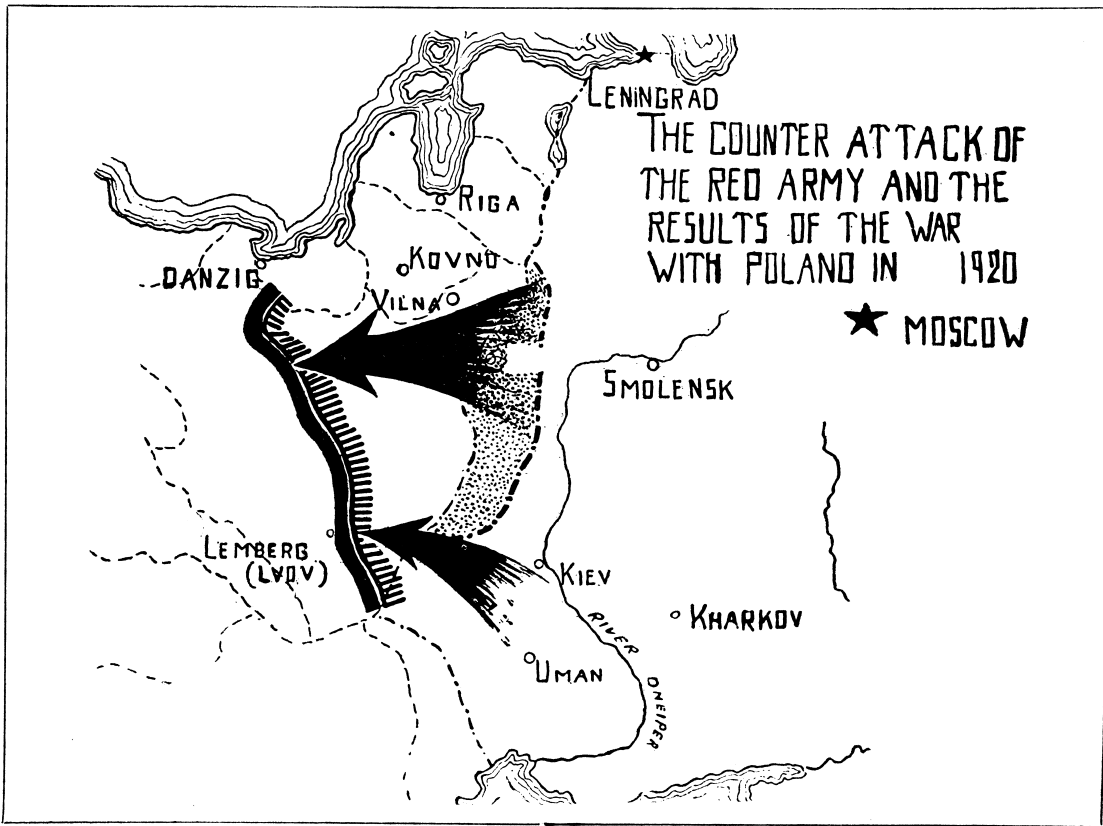 LENINGRAD
THE COUNTER ATTACK OF
THE RED ARMY AND THE
RESULTS OF THE WAR
WITH POLAND IN 1920
RIGA
KOVNO
DANZIG
VILNA
MOSCOW
SMOLENSK
LEMBERG
(LVOV)
KIEV
KHARKOV
RIVER DNEIPER
UMAN